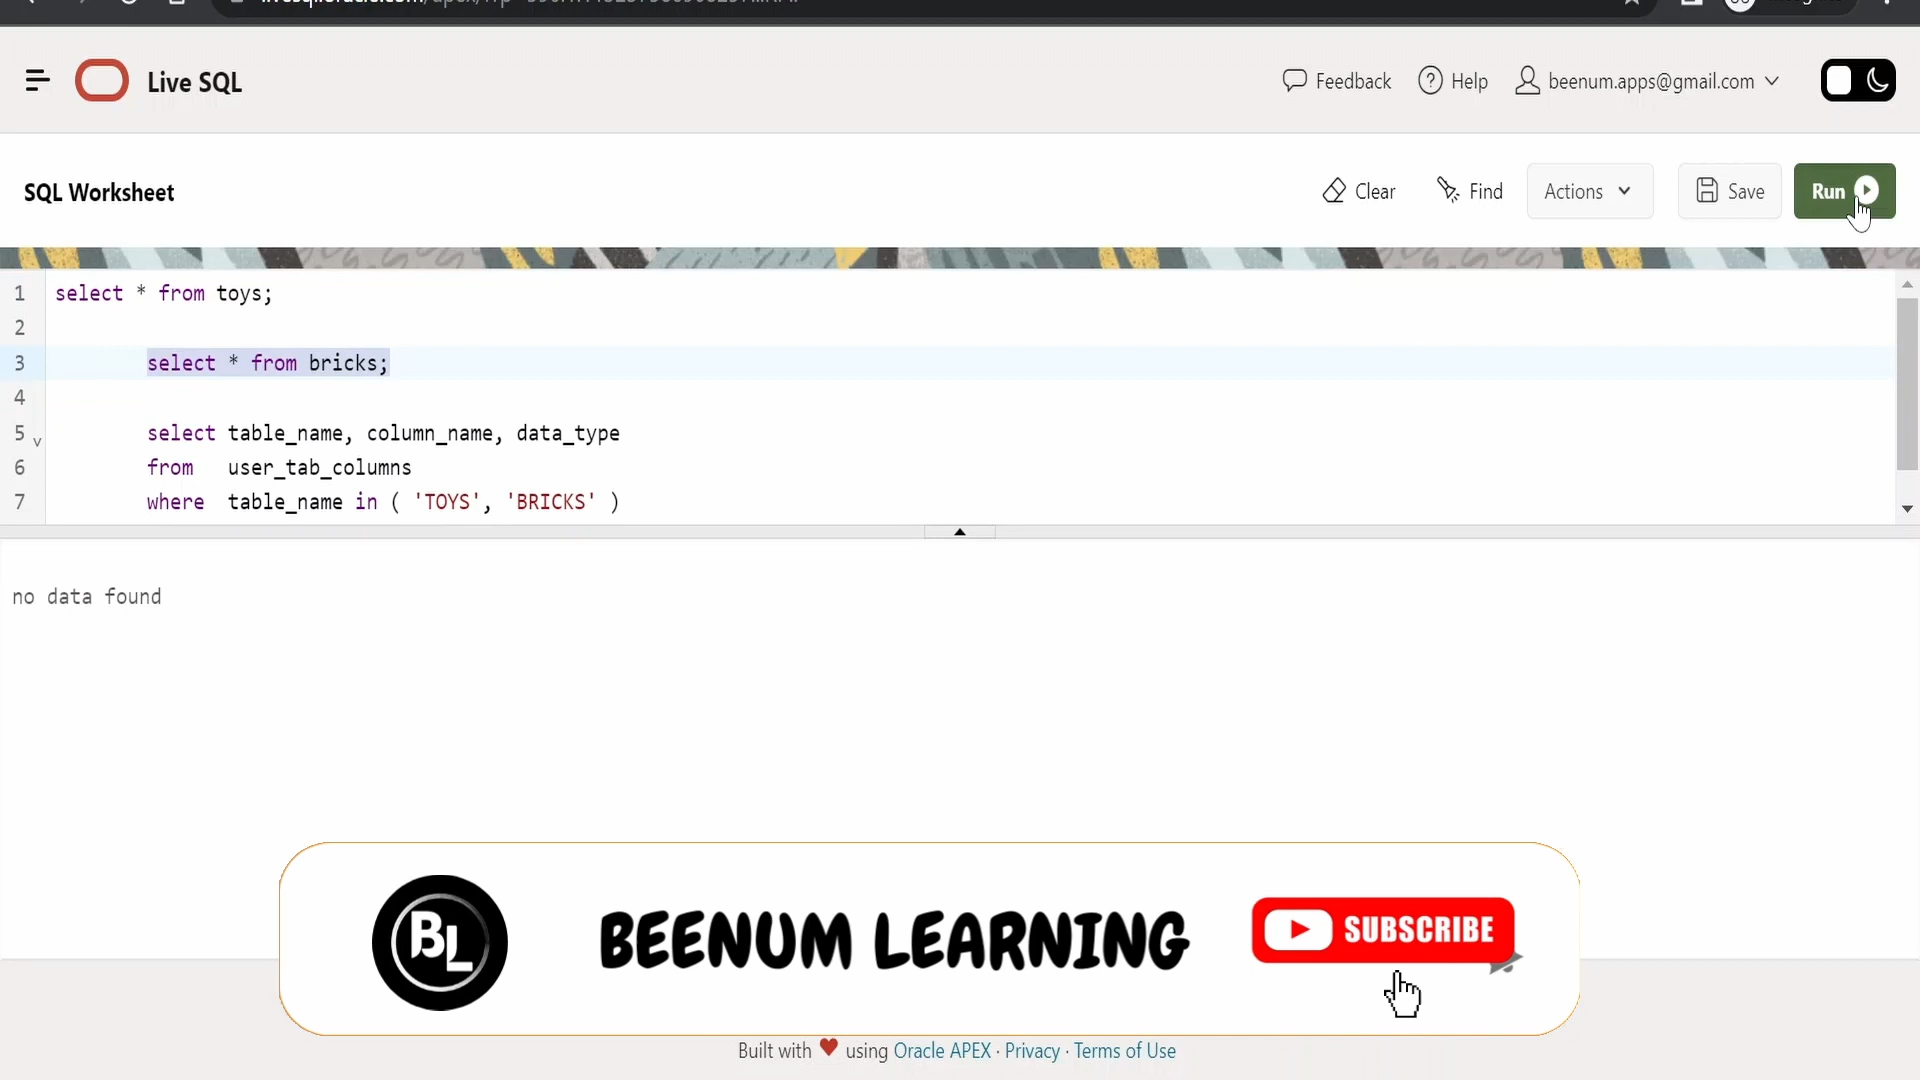 Live SQL
Feedback
Help
beenum.apps@gmail.com
SQL Worksheet
Clear
Find
Actions
Save
Run
1 select * from toys;
2
3 select * from bricks;
4
5 select table_name, column_name, data_type
6 from user_tab_columns
7 where table_name in ( 'TOYS', 'BRICKS' )
no data found
BL
BEENUM LEARNING
SUBSCRIBE
Built with ❤ using Oracle APEX · Privacy · Terms of Use